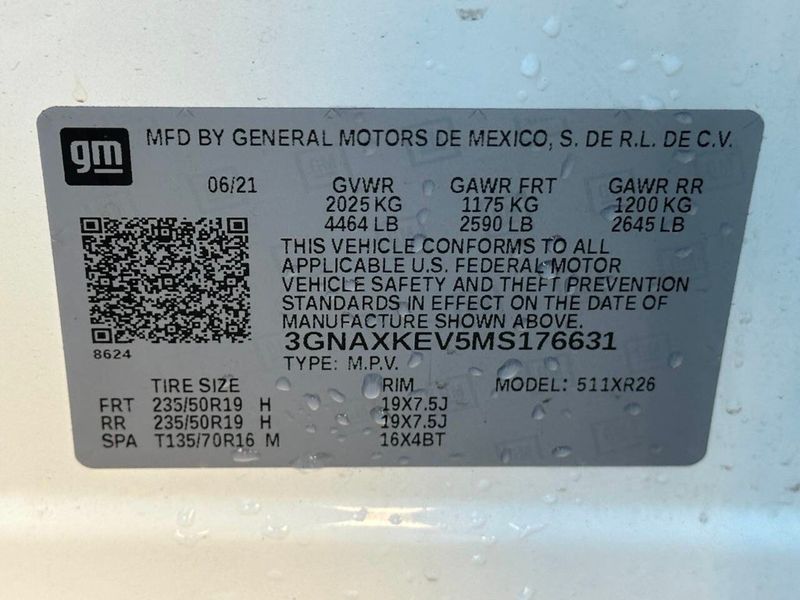 gm MFD BY GENERAL MOTORS DE MEXICO, S. DE R.L. DE C.V.
06/21 GVWR GAWR FRT GAWR RR
2025 KG 1175 KG 1200 KG
4464 LB 2590 LB 2645 LB
THIS VEHICLE CONFORMS TO ALL
APPLICABLE U.S. FEDERAL MOTOR
VEHICLE SAFETY AND THEFT PREVENTION
STANDARDS IN EFFECT ON THE DATE OF
MANUFACTURE SHOWN ABOVE.
8624 3GNAXKEV5MS176631
TYPE: M.P.V.
TIRE SIZE RIM MODEL: 511XR26
FRT 235/50R19 H 19X7.5J
RR 235/50R19 H 19X7.5J
SPA T135/70R16 M 16X4BT